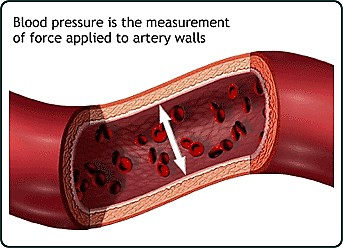 Blood pressure is the measurement
of force applied to artery walls